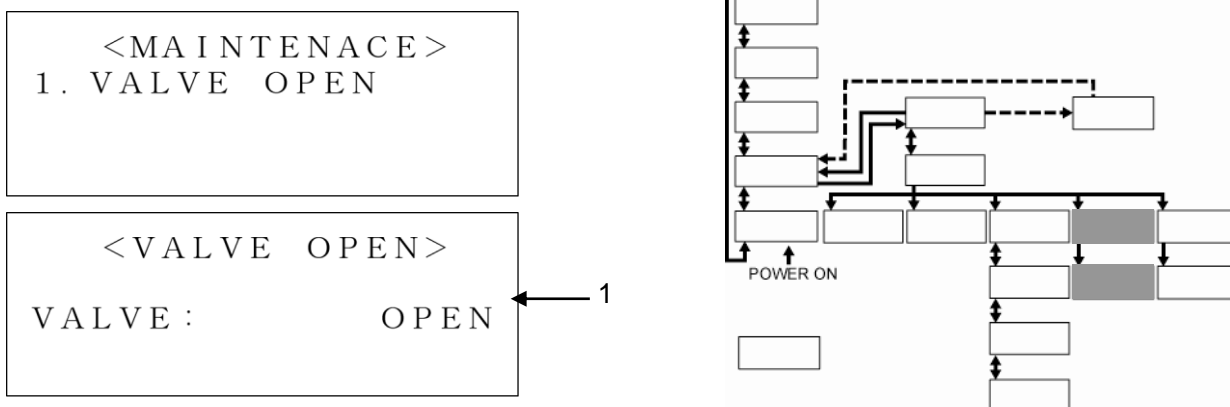 <MAINTENACE>
1. VALVE OPEN
<VALVE OPEN>
VALVE: OPEN
1
POWER ON